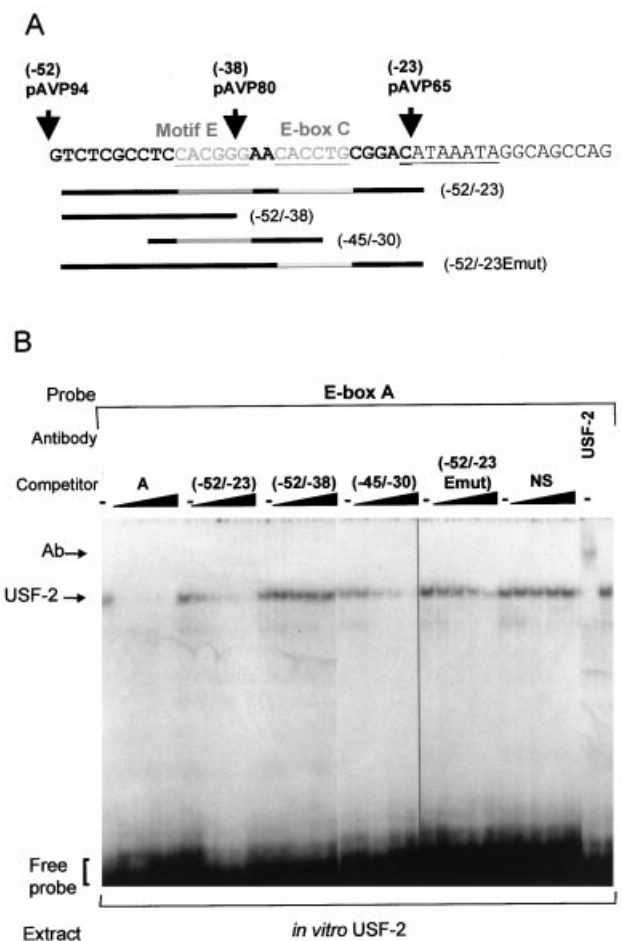 A
(-52) (-38) (-23)
pAVP94 pAVP80 pAVP65
Motif E E-box C
GTCTCGCCTCCACGGGAACACCTGCGGACATAAATAGGCAGCCAG
(-52/-23)
(-52/-38)
(-45/-30)
(-52/-23Emut)
B
Probe E-box A
Antibody USF-2
Competitor - A - (-52/-23) - (-52/-38) - (-45/-30) - (-52/-23 Emut) - NS -
Ab→
USF-2 →
Free
probe
Extract in vitro USF-2